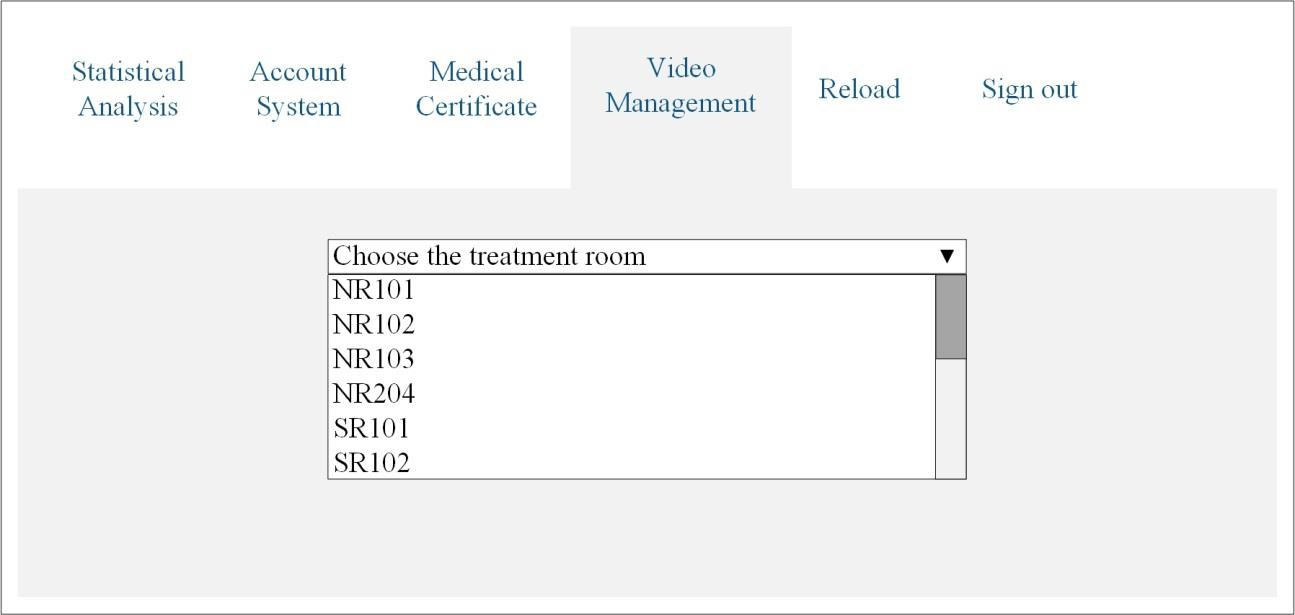 Statistical
Analysis
Account
System
Medical
Certificate
Video
Management
Reload
Sign out
Choose the treatment room ▼
NR101
NR102
NR103
NR204
SR101
SR102